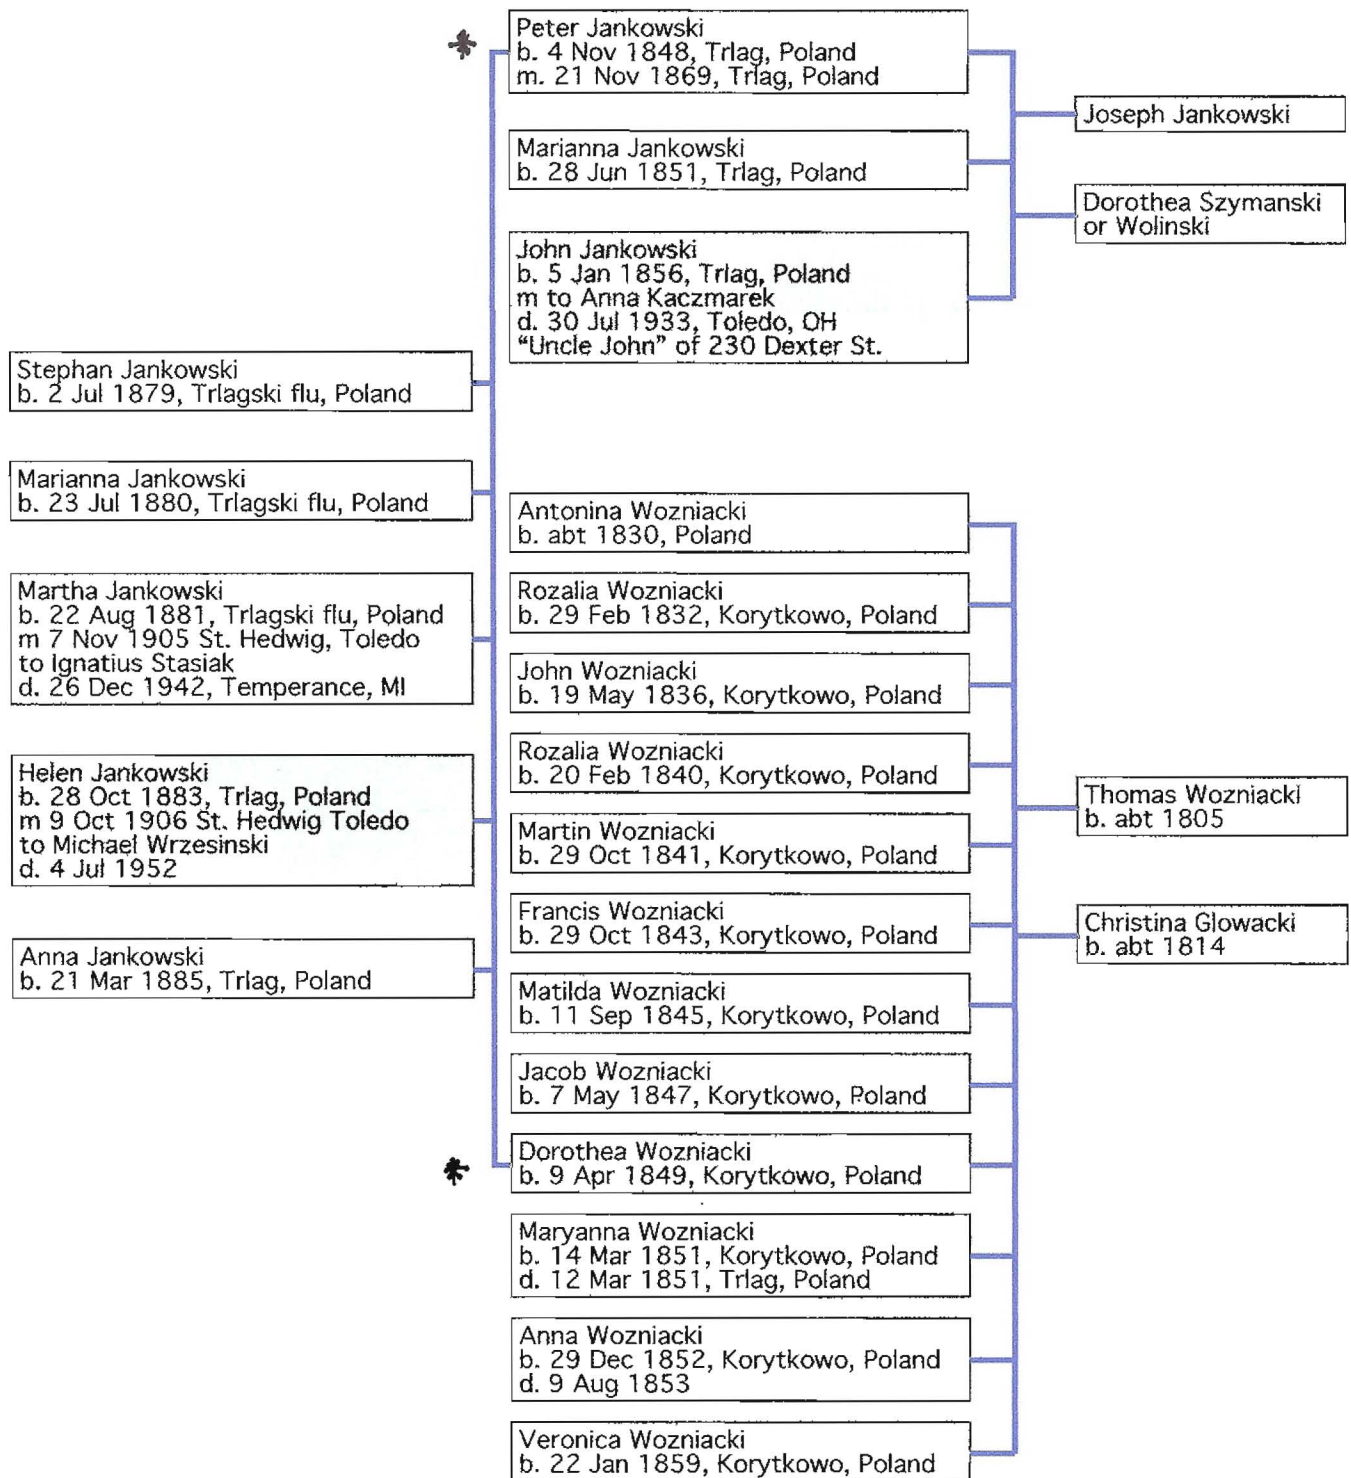 Peter Jankowski
b. 4 Nov 1848, Trlag, Poland
m. 21 Nov 1869, Trlag, Poland
Marianna Jankowski
b. 28 Jun 1851, Trlag, Poland
John Jankowski
b. 5 Jan 1856, Trlag, Poland
m to Anna Kaczmarek
d. 30 Jul 1933, Toledo, OH
“Uncle John” of 230 Dexter St.
Joseph Jankowski
Dorothea Szymanski
or Wolinski
Stephan Jankowski
b. 2 Jul 1879, Trlagski flu, Poland
Marianna Jankowski
b. 23 Jul 1880, Trlagski flu, Poland
Martha Jankowski
b. 22 Aug 1881, Trlagski flu, Poland
m 7 Nov 1905 St. Hedwig, Toledo
to Ignatius Stasiak
d. 26 Dec 1942, Temperance, MI
Helen Jankowski
b. 28 Oct 1883, Trlag, Poland
m 9 Oct 1906 St. Hedwig Toledo
to Michael Wrzesinski
d. 4 Jul 1952
Anna Jankowski
b. 21 Mar 1885, Trlag, Poland
Antonina Wozniacki
b. abt 1830, Poland
Rozalia Wozniacki
b. 29 Feb 1832, Korytkowo, Poland
John Wozniacki
b. 19 May 1836, Korytkowo, Poland
Rozalia Wozniacki
b. 20 Feb 1840, Korytkowo, Poland
Martin Wozniacki
b. 29 Oct 1841, Korytkowo, Poland
Francis Wozniacki
b. 29 Oct 1843, Korytkowo, Poland
Matilda Wozniacki
b. 11 Sep 1845, Korytkowo, Poland
Jacob Wozniacki
b. 7 May 1847, Korytkowo, Poland
Dorothea Wozniacki
b. 9 Apr 1849, Korytkowo, Poland
Maryanna Wozniacki
b. 14 Mar 1851, Korytkowo, Poland
d. 12 Mar 1851, Trlag, Poland
Anna Wozniacki
b. 29 Dec 1852, Korytkowo, Poland
d. 9 Aug 1853
Veronica Wozniacki
b. 22 Jan 1859, Korytkowo, Poland
Thomas Wozniacki
b. abt 1805
Christina Glowacki
b. abt 1814